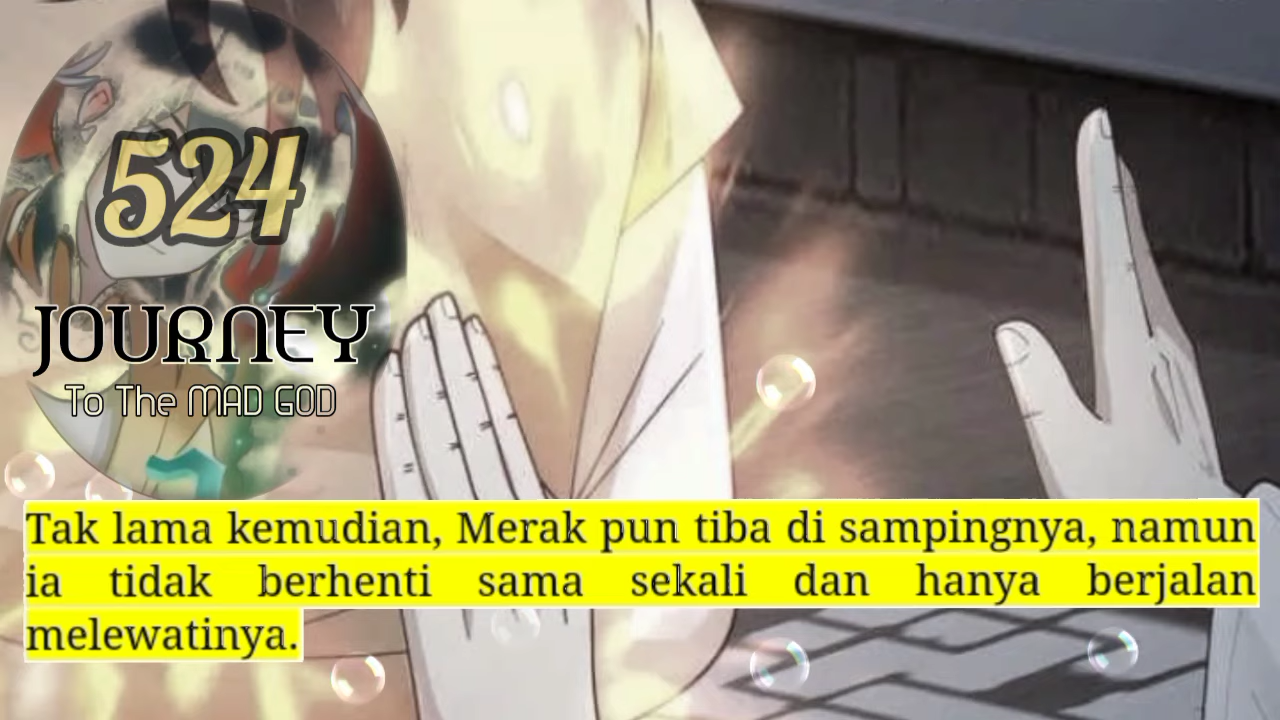 524
JOURNEY
To The MAD GOD
Tak lama kemudian, Merak pun tiba di sampingnya, namun
ia tidak berhenti sama sekali dan hanya berjalan
melewatinya.